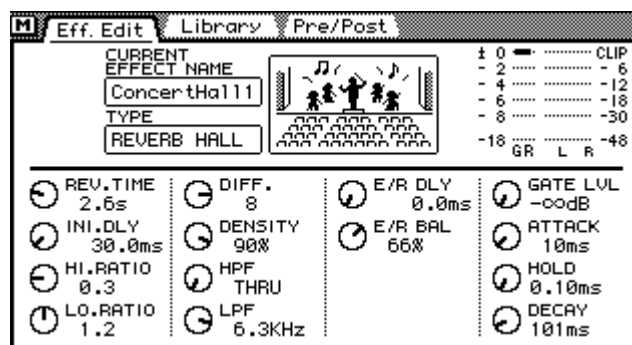 M Eff. Edit Library Pre/Post
CURRENT
EFFECT NAME
ConcertHall1
TYPE
REVERB HALL
± 0 CLIP
- 2 - 6
- 4 -12
- 6 -18
- 8 -30
-18 -48
GR L R
REV.TIME
2.6s
INI.DLY
30.0ms
HI.RATIO
0.3
LO.RATIO
1.2
DIFF.
8
DENSITY
90%
HPF
THRU
LPF
6.3KHz
E/R DLY
0.0ms
E/R BAL
66%
GATE LVL
-∞dB
ATTACK
10ms
HOLD
0.10ms
DECAY
101ms